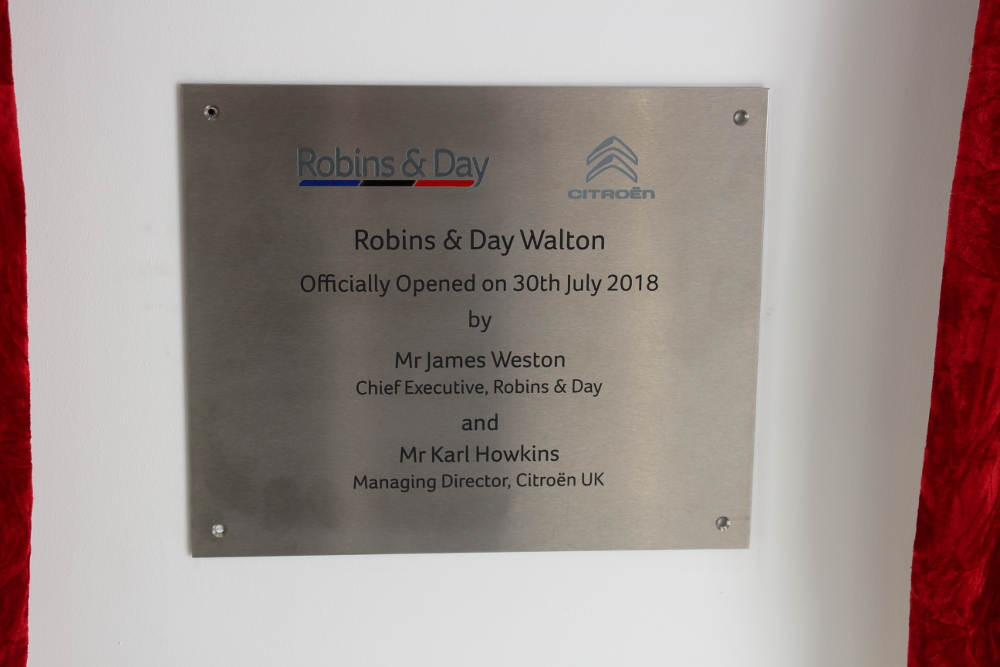 Robins & Day
CITROËN
Robins & Day Walton
Officially Opened on 30th July 2018
by
Mr James Weston
Chief Executive, Robins & Day
and
Mr Karl Howkins
Managing Director, Citroën UK